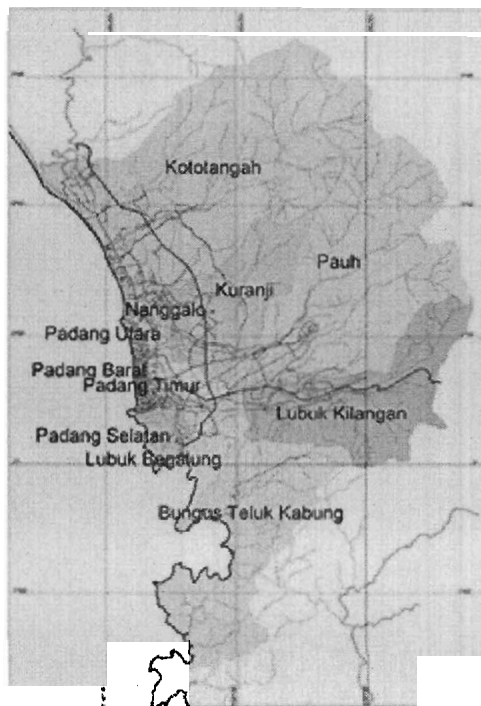 Kototangah
Pauh
Kuranji
Nanggalo
Padang Utara
Padang Barat
Padang Timur
Lubuk Kilangan
Padang Selatan
Lubuk Begalung
Bungus Teluk Kabung